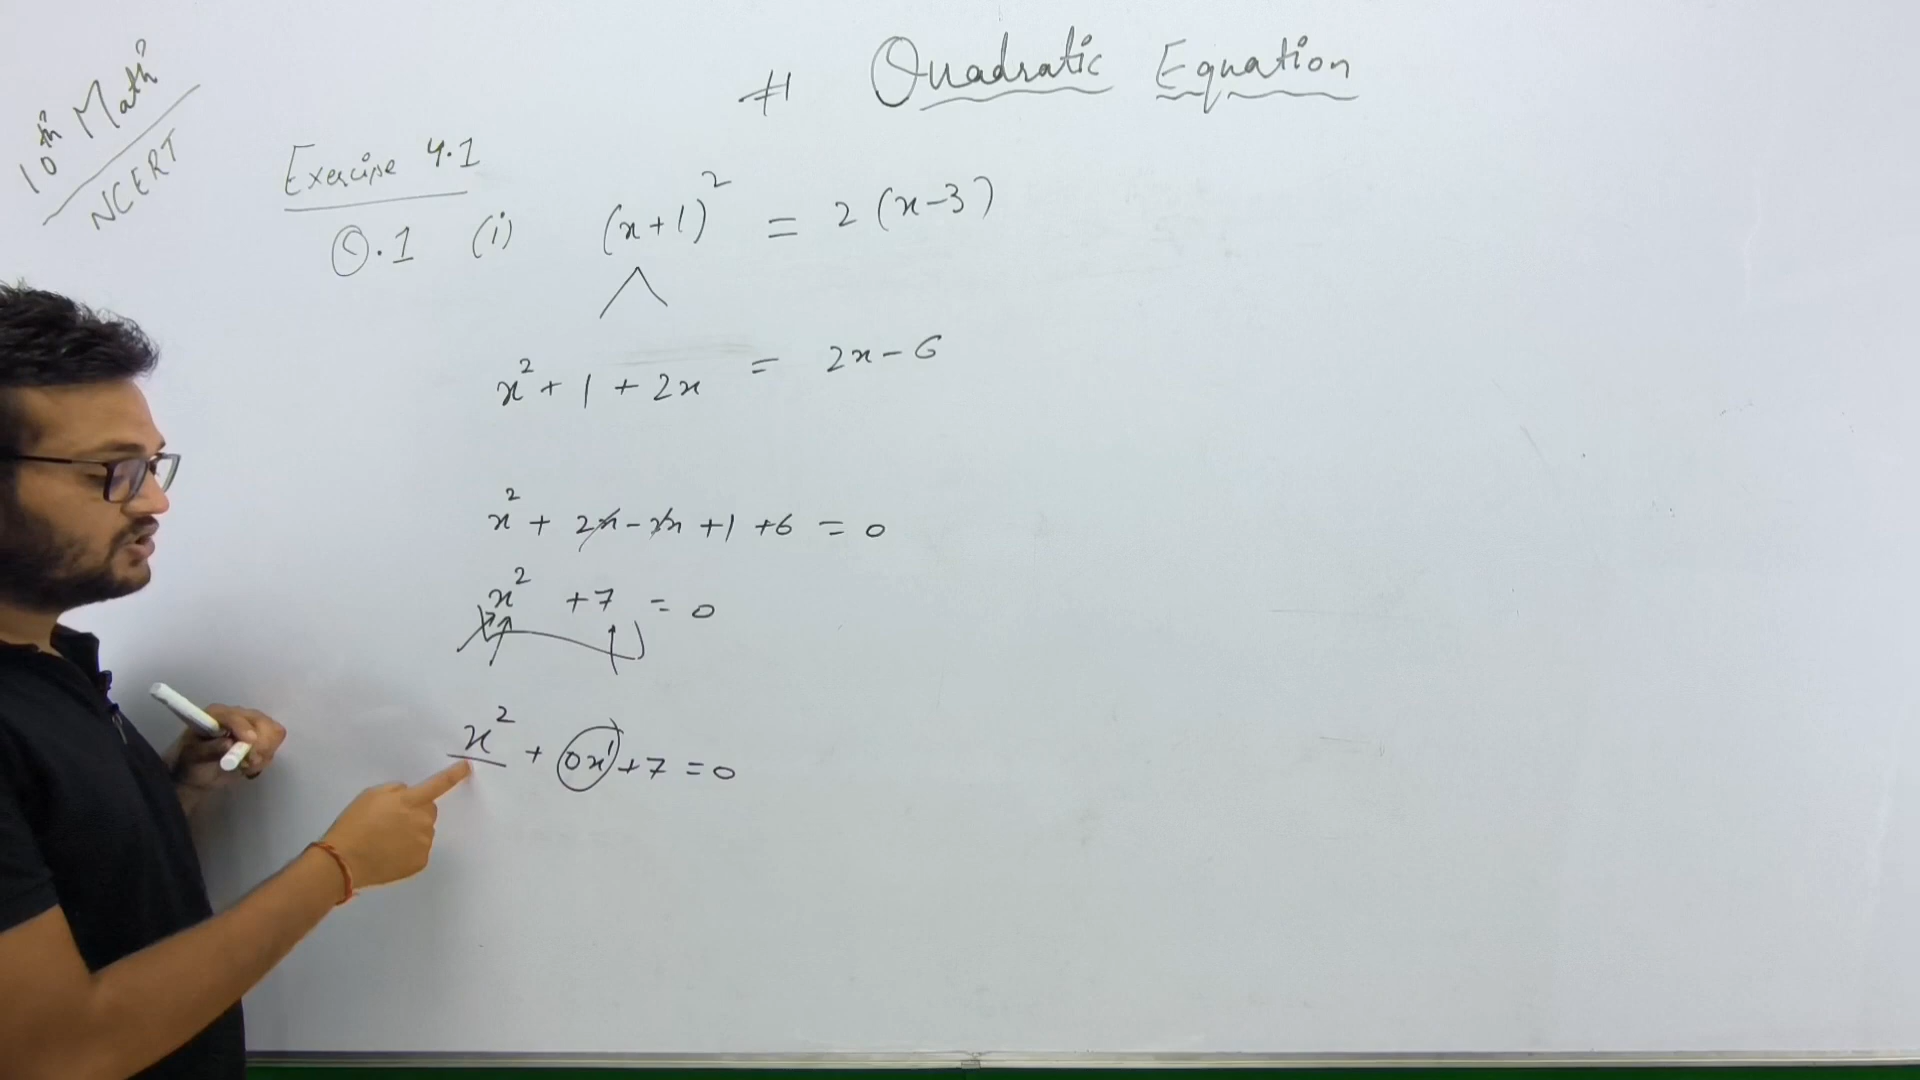 10th Math
NCERT
# Quadratic Equation
Exercise 4.1
Q.1 (i) (x+1)² = 2(x-3)
x² + 1 + 2x = 2x - 6
x² + 2x - 2x + 1 + 6 = 0
x² + 7 = 0
x² + 0x¹ + 7 = 0